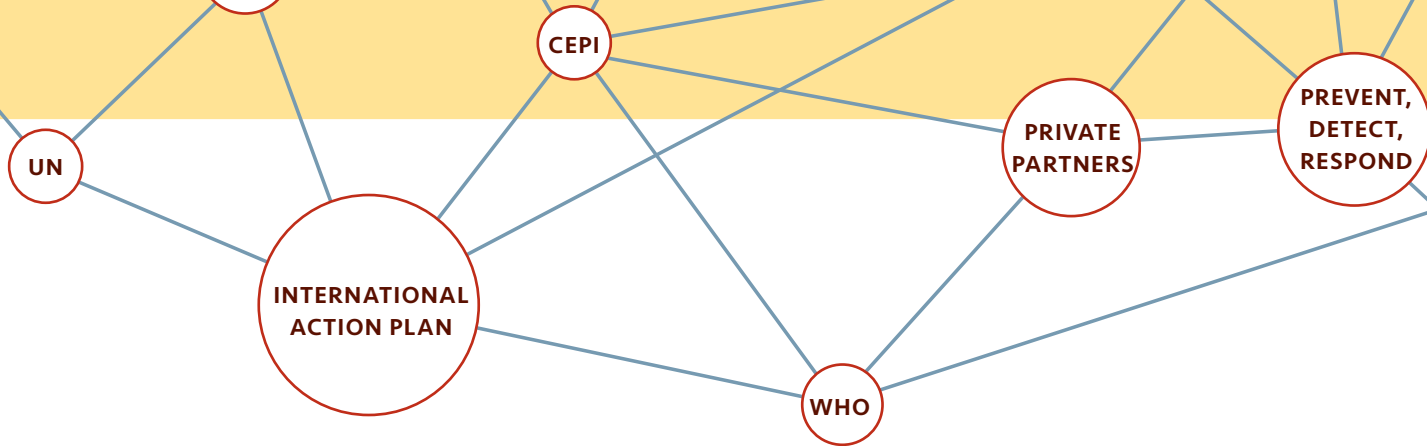 CEPI
UN
PRIVATE
PARTNERS
PREVENT,
DETECT,
RESPOND
INTERNATIONAL
ACTION PLAN
WHO